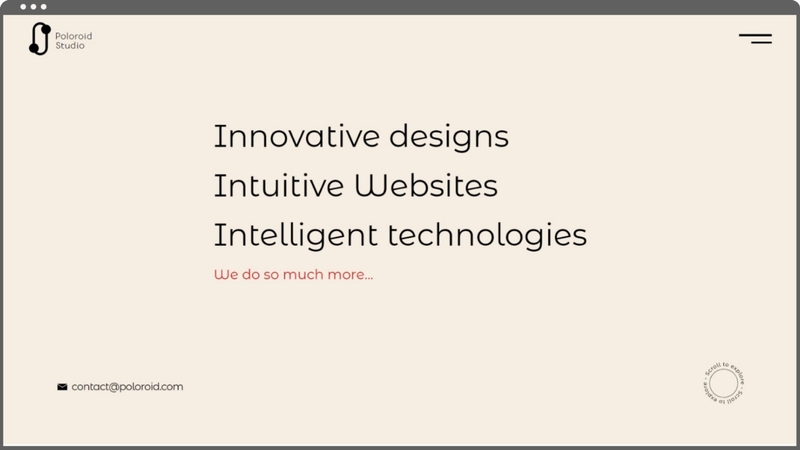 Poloroid
Studio
Innovative designs
Intuitive Websites
Intelligent technologies
We do so much more...
contact@poloroid.com
Scroll to explore - Scroll to explore -